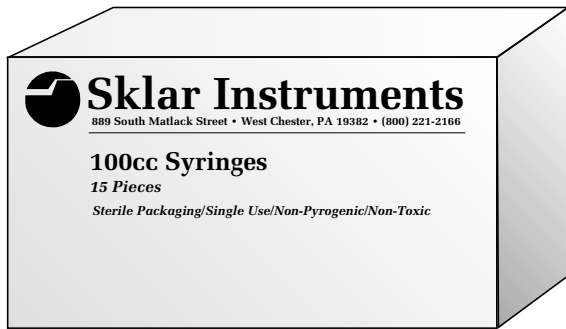 Sklar Instruments
889 South Matlack Street • West Chester, PA 19382 • (800) 221-2166
100cc Syringes
15 Pieces
Sterile Packaging/Single Use/Non-Pyrogenic/Non-Toxic